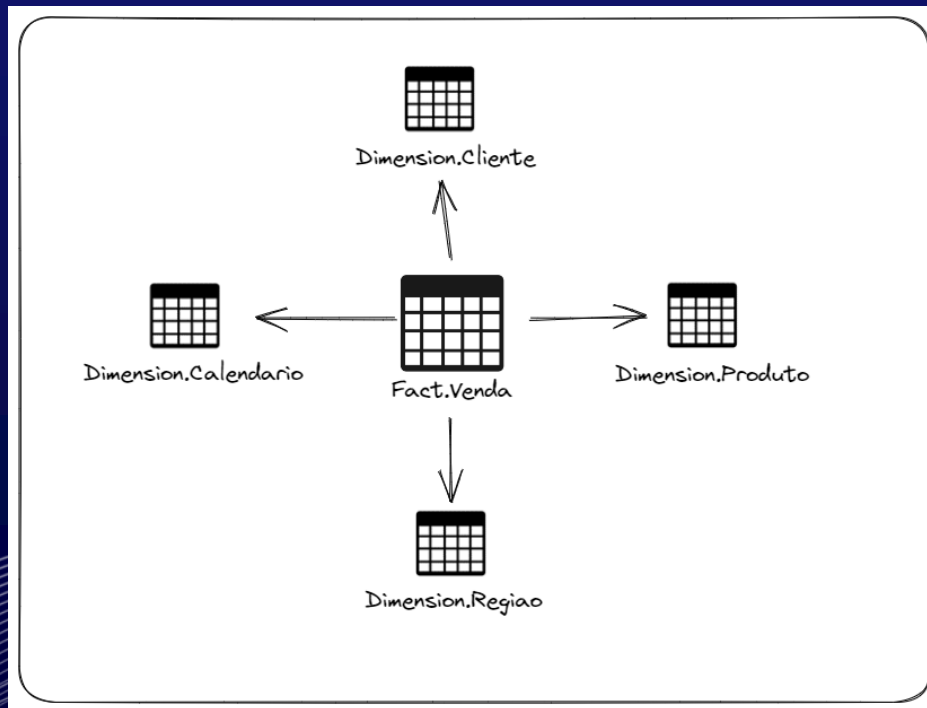 Dimension.Cliente
Dimension.Calendario
Fact.Venda
Dimension.Produto
Dimension.Regiao